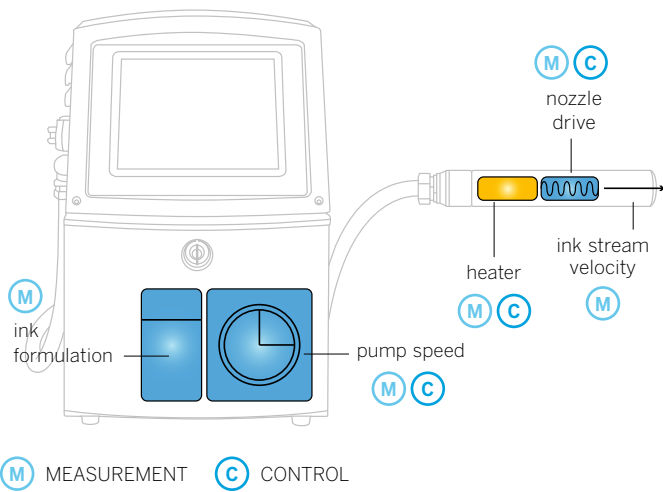 M C
nozzle
drive
ink stream
velocity
M
heater
M C
M
ink
formulation
pump speed
M C
M MEASUREMENT C CONTROL